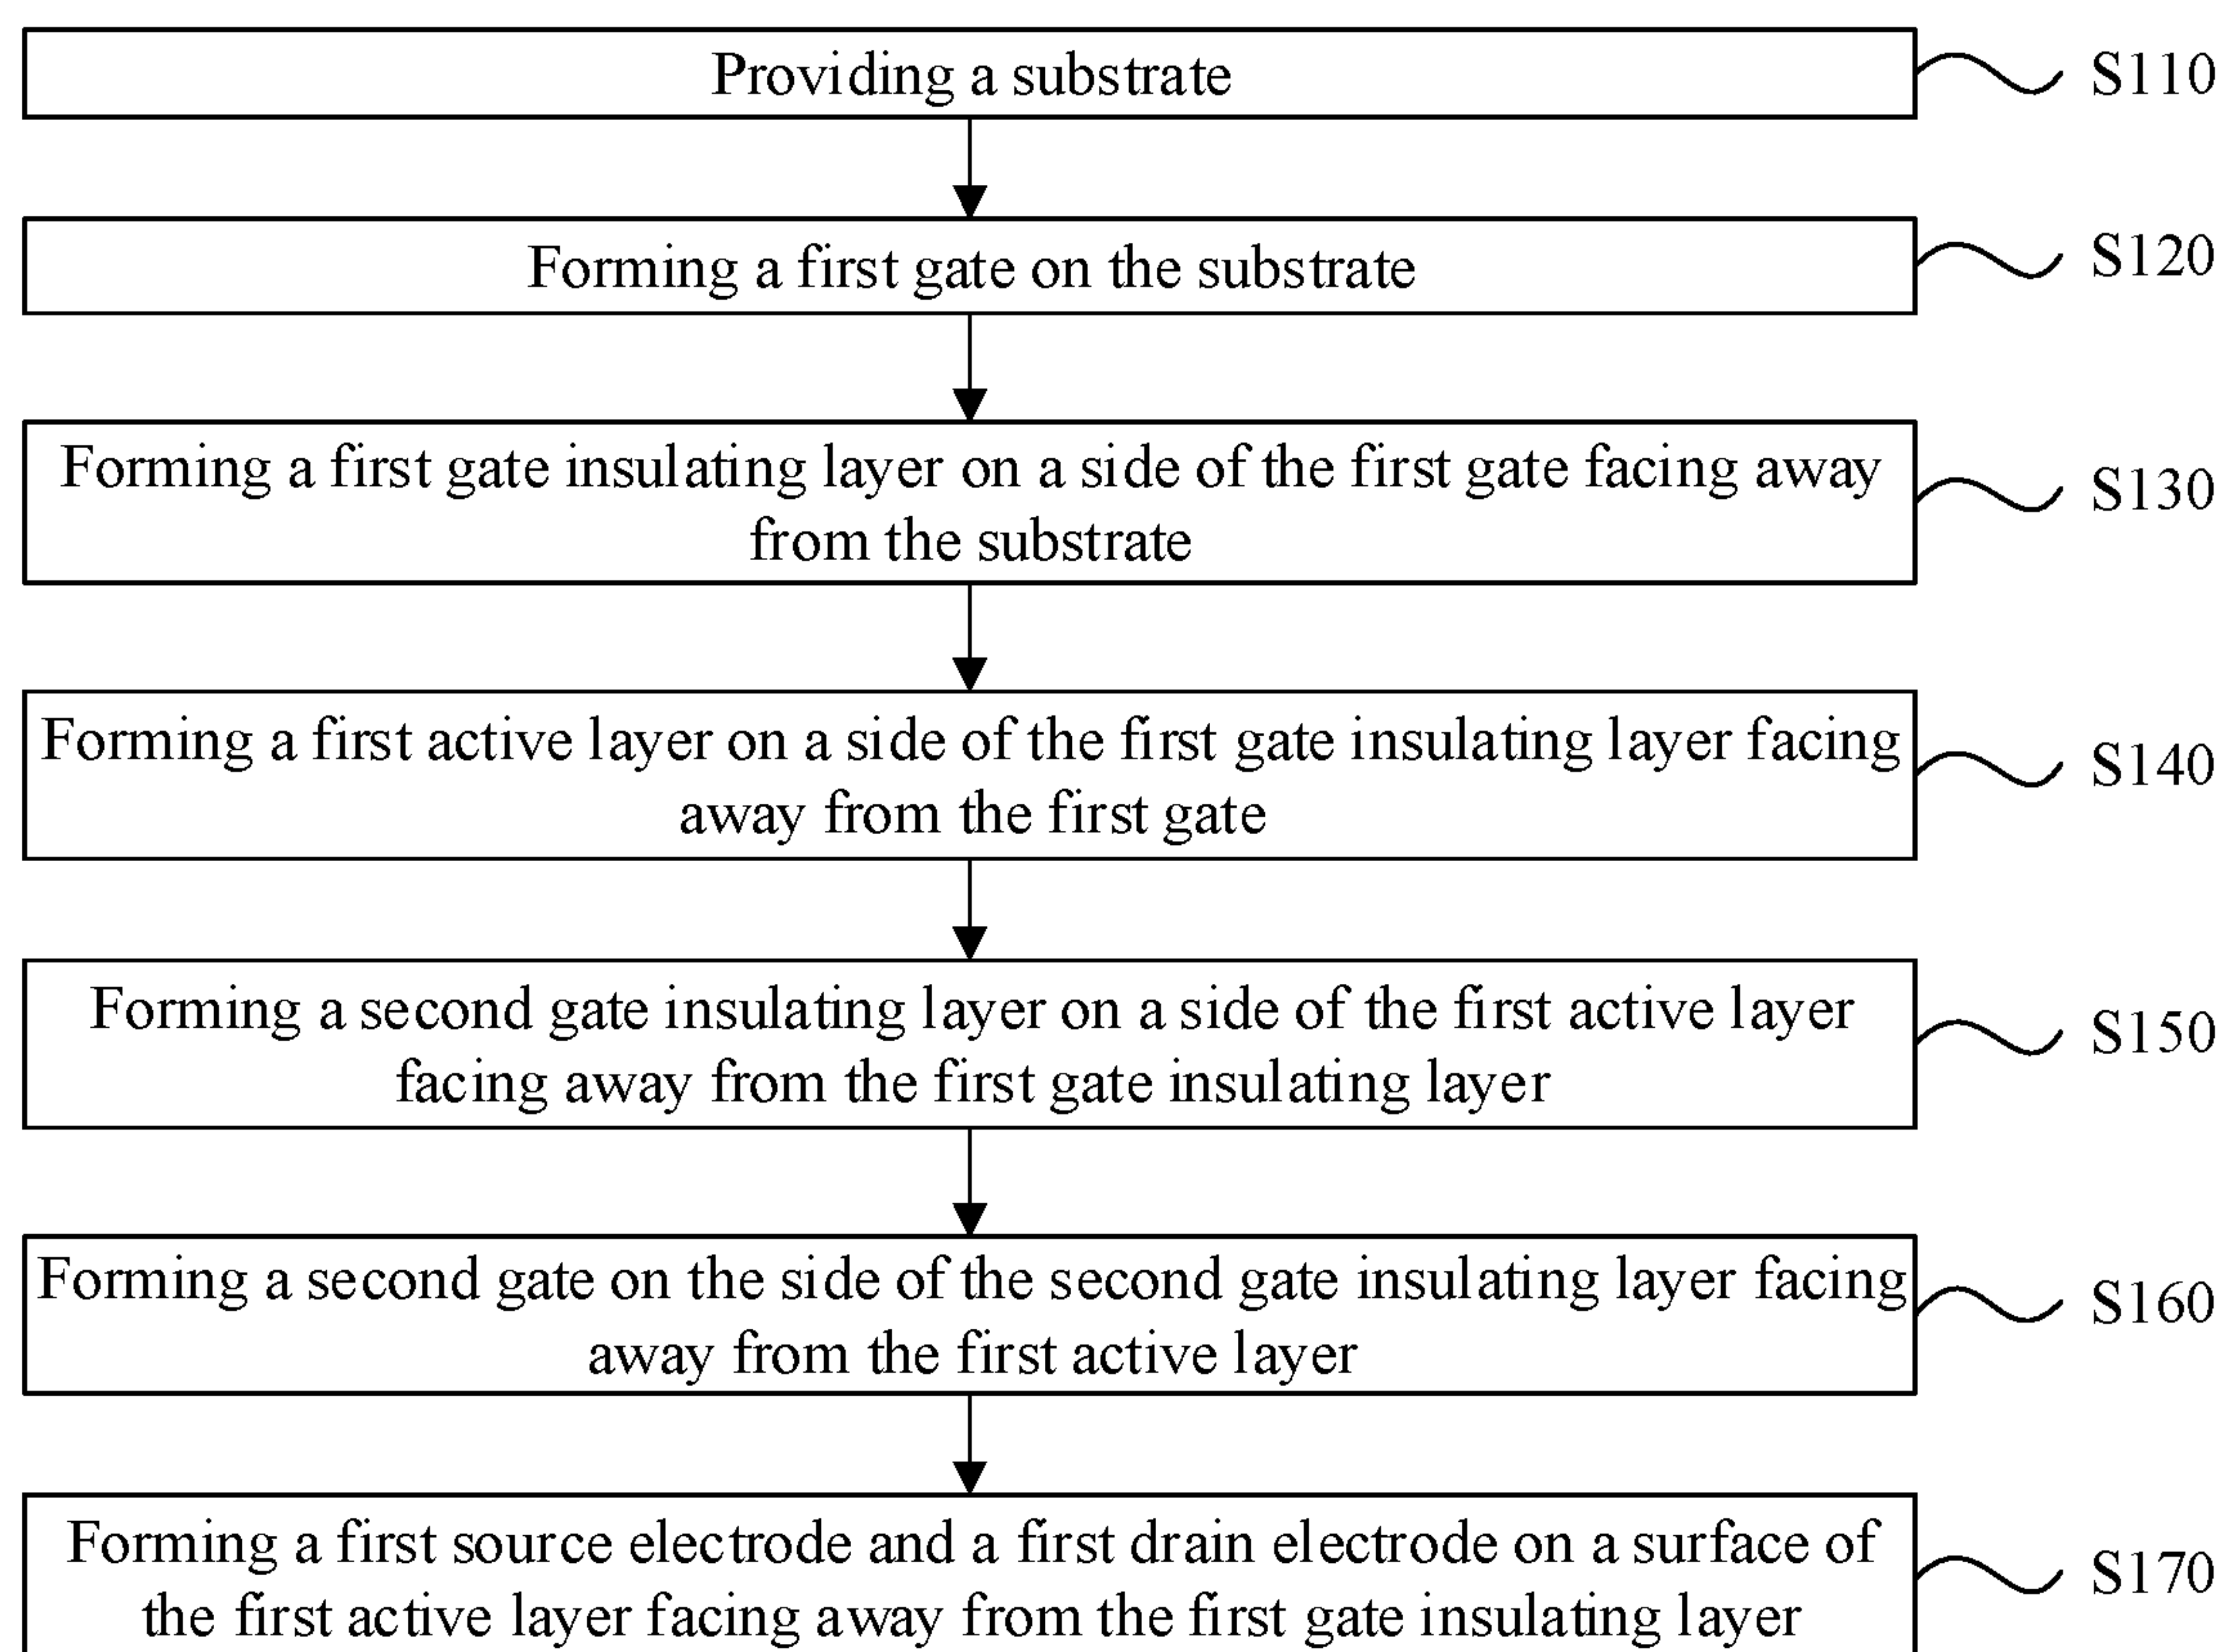 Providing a substrate
S110
Forming a first gate on the substrate
S120
Forming a first gate insulating layer on a side of the first gate facing away
from the substrate
S130
Forming a first active layer on a side of the first gate insulating layer facing
away from the first gate
S140
Forming a second gate insulating layer on a side of the first active layer
facing away from the first gate insulating layer
S150
Forming a second gate on the side of the second gate insulating layer facing
away from the first active layer
S160
Forming a first source electrode and a first drain electrode on a surface of
the first active layer facing away from the first gate insulating layer
S170